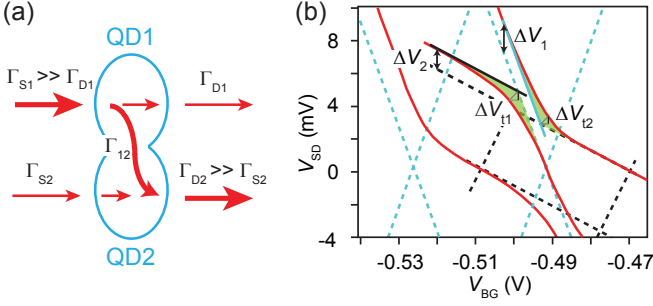 (a)
QD1
Γ_S1 >> Γ_D1
Γ_D1
Γ_12
Γ_S2
Γ_D2 >> Γ_S2
QD2
(b)
8
4
0
-4
V_SD (mV)
ΔV_1
ΔV_2
ΔV_t1
ΔV_t2
-0.53
-0.51
-0.49
-0.47
V_BG (V)